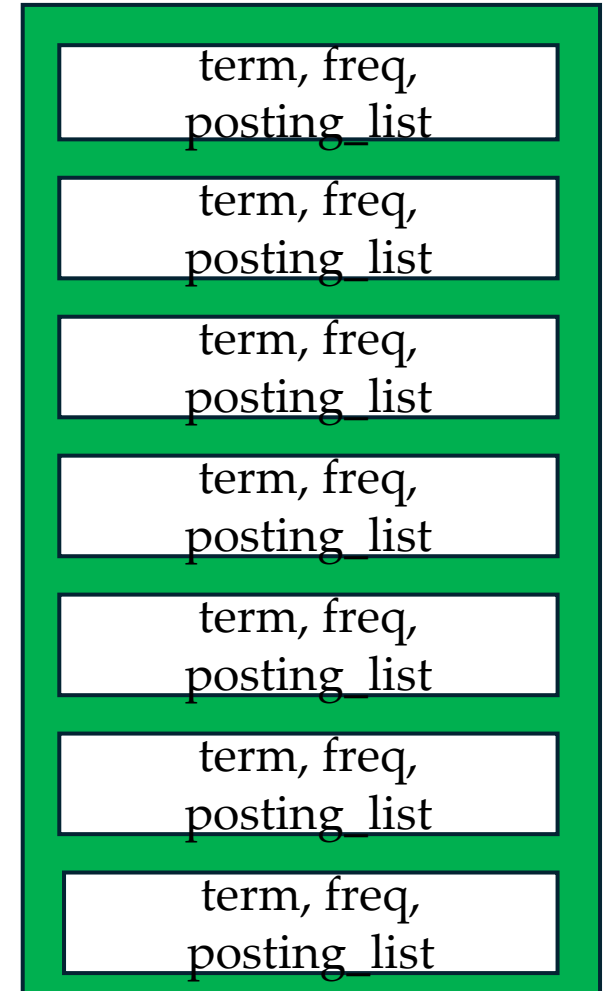 term, freq,
posting_list
term, freq,
posting_list
term, freq,
posting_list
term, freq,
posting_list
term, freq,
posting_list
term, freq,
posting_list
term, freq,
posting_list